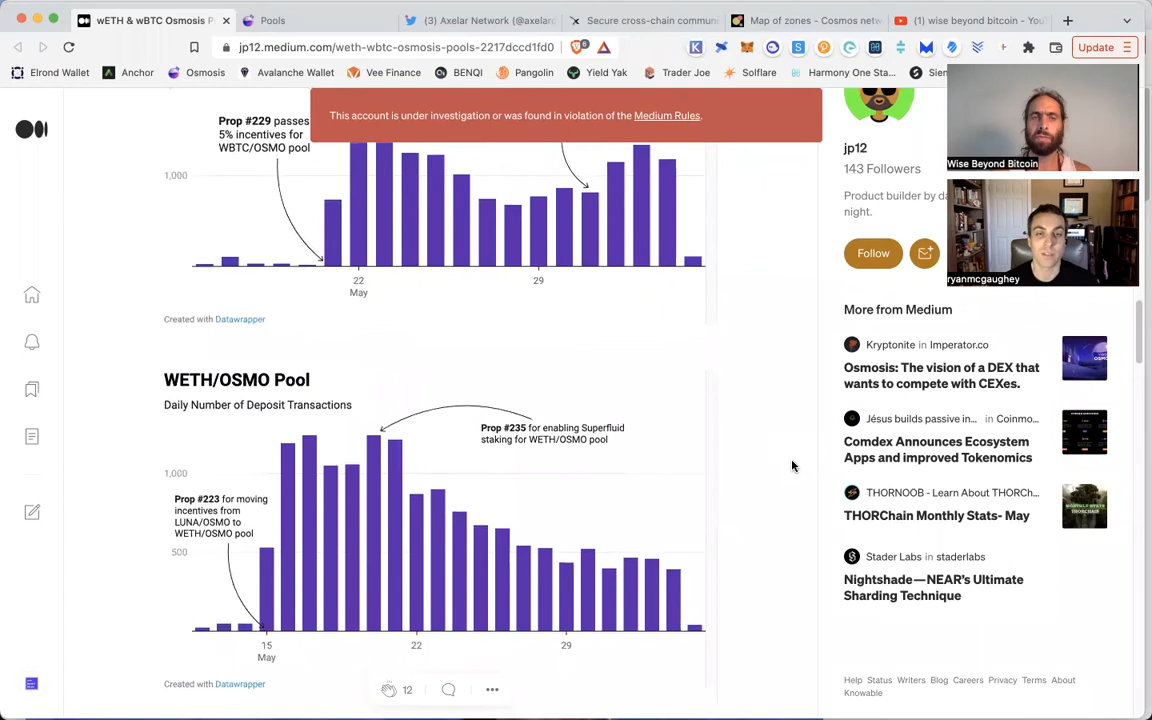 wETH & wBTC Osmosis P
Pools
(3) Axelar Network (@axelar
Secure cross-chain commun
Map of zones - Cosmos netw
(1) wise beyond bitcoin - You
jp12.medium.com/weth-wbtc-osmosis-pools-2217dccd1fd0
6
Update
Elrond Wallet
Anchor
Osmosis
Avalanche Wallet
Vee Finance
BENQI
Pangolin
Yield Yak
Trader Joe
Solflare
Harmony One Sta...
Sien
This account is under investigation or was found in violation of the Medium Rules.
Prop #229 passes
5% incentives for
WBTC/OSMO pool
1,000
22
May
29
Created with Datawrapper
WETH/OSMO Pool
Daily Number of Deposit Transactions
Prop #235 for enabling Superfluid
staking for WETH/OSMO pool
1,000
Prop #223 for moving
incentives from
LUNA/OSMO to
WETH/OSMO pool
500
15
May
22
29
Created with Datawrapper
12
jp12
143 Followers
Product builder by da
night.
Follow
Wise Beyond Bitcoin
ryanmcgaughey
More from Medium
Kryptonite in Imperator.co
Osmosis: The vision of a DEX that
wants to compete with CEXes.
Jésus builds passive in... in Coinmo...
Comdex Announces Ecosystem
Apps and improved Tokenomics
THORNOOB - Learn About THORCh...
THORChain Monthly Stats- May
Stader Labs in staderlabs
Nightshade—NEAR's Ultimate
Sharding Technique
Help Status Writers Blog Careers Privacy Terms About
Knowable